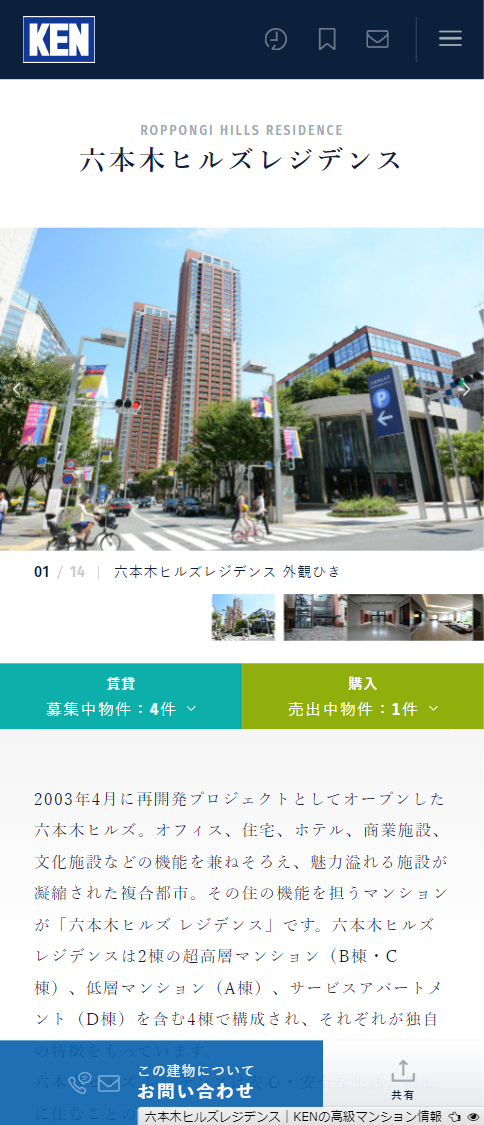 KEN
ROPPONGI HILLS RESIDENCE
六本木ヒルズレジデンス
P
01 / 14 | 六本木ヒルズレジデンス 外観ひき
賃貸
募集中物件：4件
購入
売出中物件：1件
2003年4月に再開発プロジェクトとしてオープンした
六本木ヒルズ。オフィス、住宅、ホテル、商業施設、
文化施設などの機能を兼ねそろえ、魅力溢れる施設が
凝縮された複合都市。その住の機能を担うマンション
が「六本木ヒルズ レジデンス」です。六本木ヒルズ
レジデンスは2棟の超高層マンション（B棟・C
棟）、低層マンション（A棟）、サービスアパートメ
ント（D棟）を含む4棟で構成され、それぞれが独自
の特徴をもっています。
この建物について
お問い合わせ
共有
六本木ヒルズレジデンス｜KENの高級マンション情報